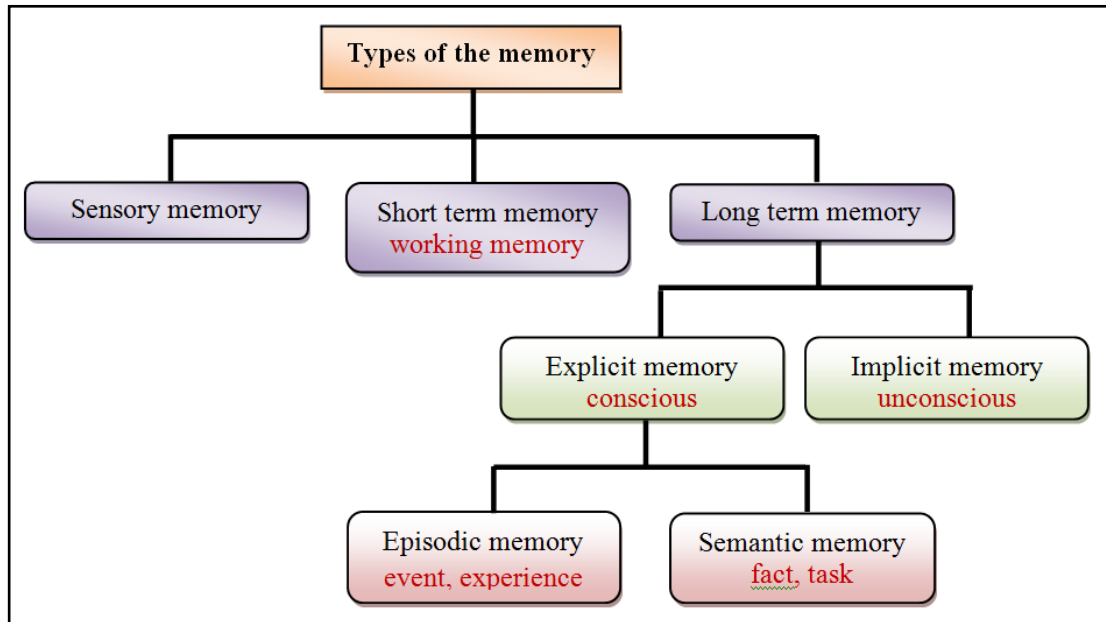 Types of the memory
Sensory memory
Short term memory
working memory
Long term memory
Explicit memory
conscious
Implicit memory
unconscious
Episodic memory
event, experience
Semantic memory
fact, task